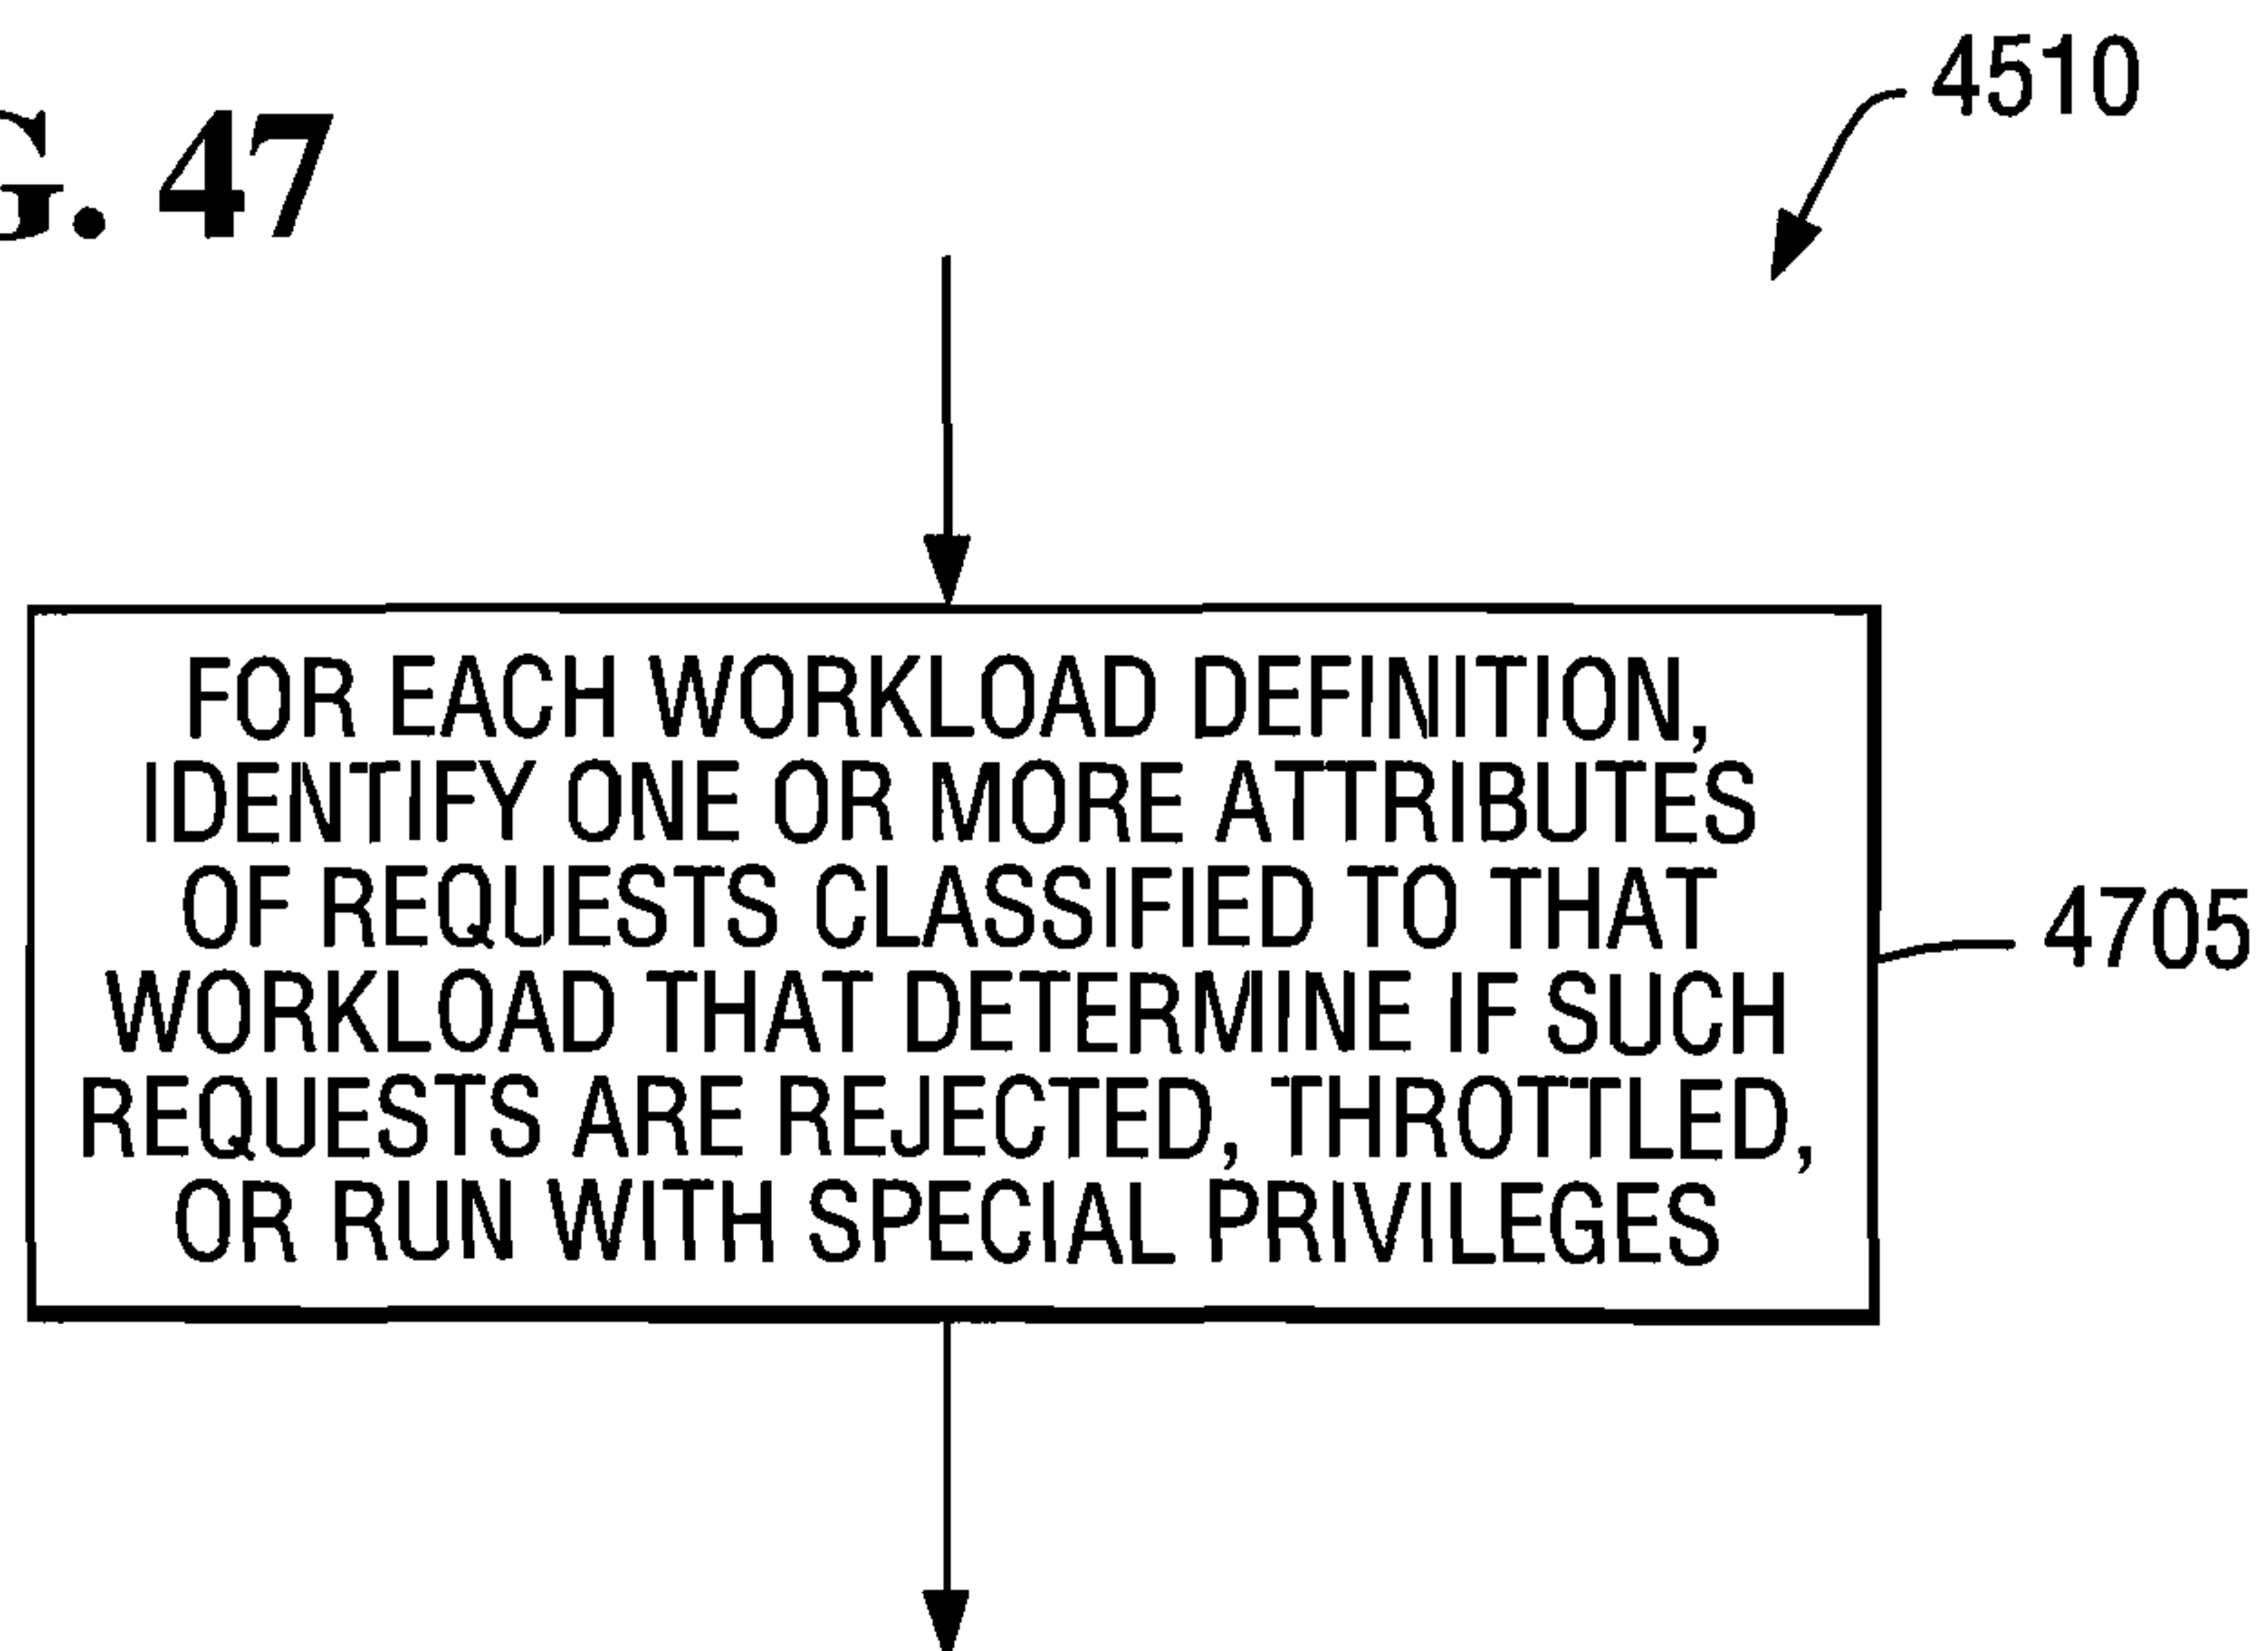 G. 47
4510
FOR EACH WORKLOAD DEFINITION,
IDENTIFY ONE OR MORE ATTRIBUTES
OF REQUESTS CLASSIFIED TO THAT
WORKLOAD THAT DETERMINE IF SUCH
REQUESTS ARE REJECTED, THROTTLED,
OR RUN WITH SPECIAL PRIVILEGES
4705